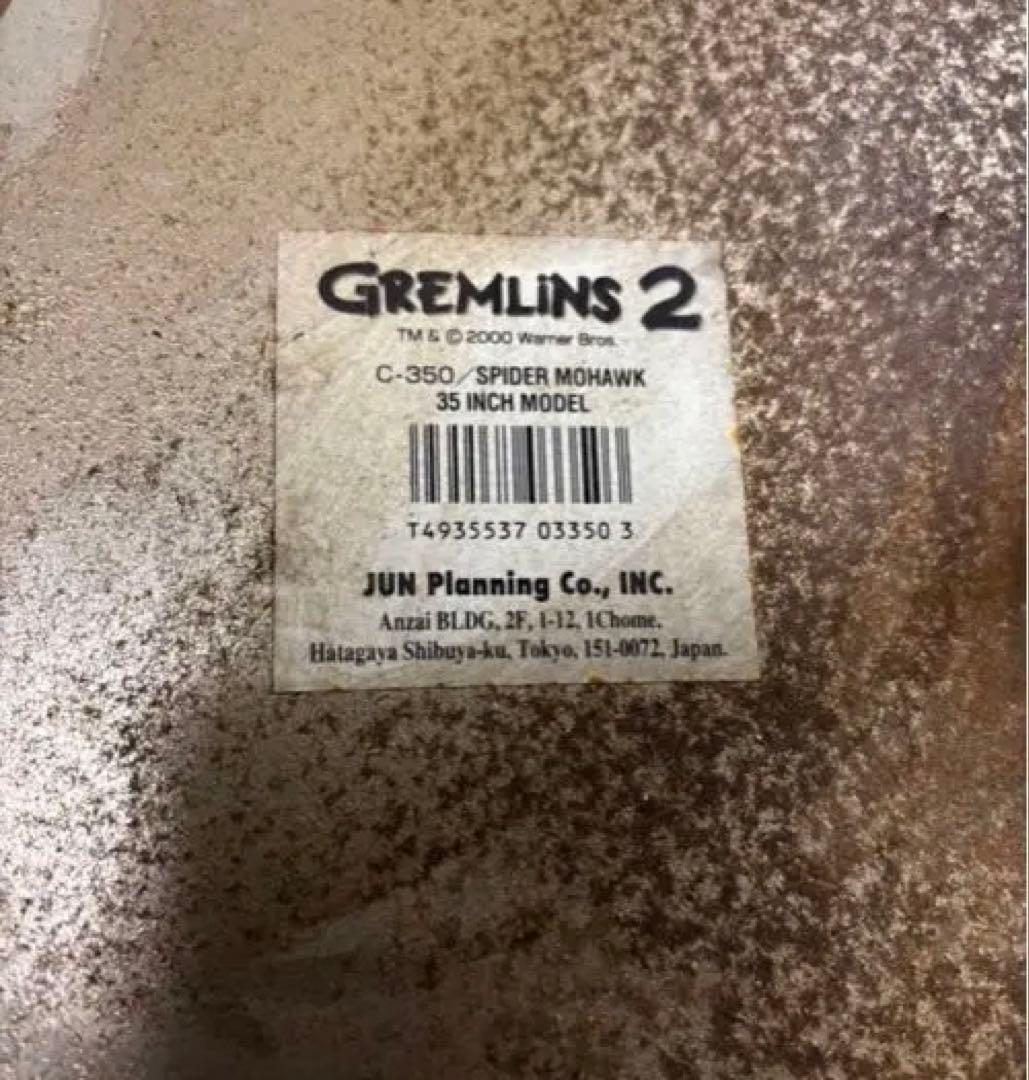 GREMLiNS 2
TM & © 2000 Warner Bros.
C-350/SPIDER MOHAWK
35 INCH MODEL
T4935537 03350 3
JUN Planning Co., INC.
Anzai BLDG, 2F, 1-12, 1Chome,
Hatagaya Shibuya-ku, Tokyo, 151-0072, Japan.